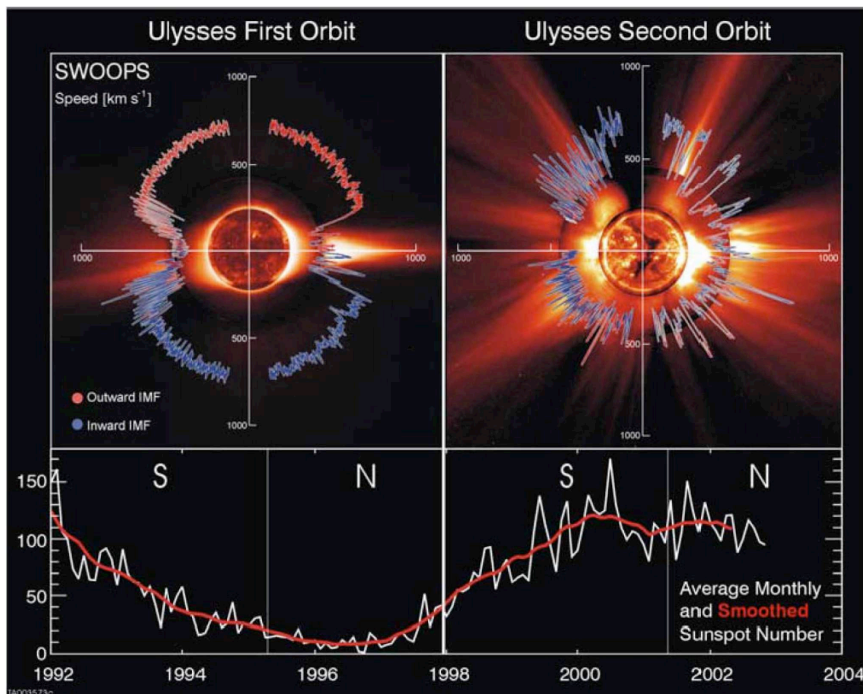 Ulysses First Orbit
Ulysses Second Orbit
SWOOPS
Speed [km s⁻¹]
1000
500
1000
1000
500
1000
Outward IMF
Inward IMF
1000
500
1000
1000
500
1000
S
N
S
N
150
100
50
0
Average Monthly
and Smoothed
Sunspot Number
1992
1994
1996
1998
2000
2002
2004